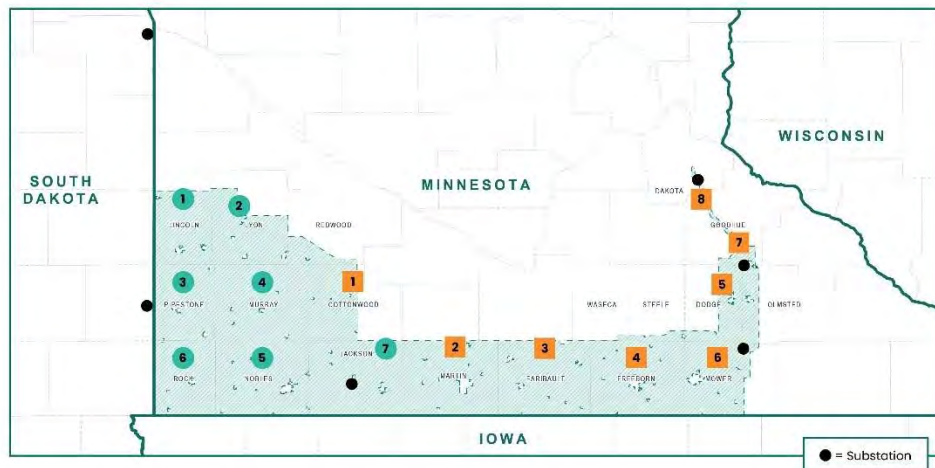 MINNESOTA
WISCONSIN
SOUTH
DAKOTA
DAKOTA
8
1
2
LINCOLN
LYON
REDWOOD
GOODHUE
7
3
4
1
5
PIPESTONE
MURRAY
COTTONWOOD
WASECA
STEELE
DODGE
OLMSTED
6
5
JACKSON
7
2
3
4
6
ROCK
NOBLES
MARTIN
FARIBAULT
FREEBORN
MOWER
IOWA
= Substation